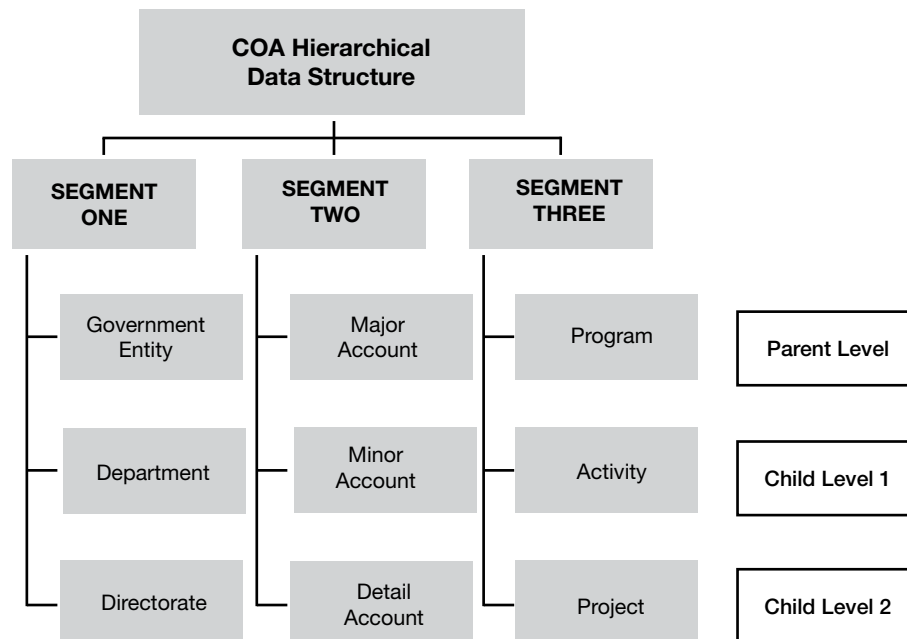 COA Hierarchical
Data Structure
SEGMENT
ONE
SEGMENT
TWO
SEGMENT
THREE
Government
Entity
Major
Account
Program
Parent Level
Department
Minor
Account
Activity
Child Level 1
Directorate
Detail
Account
Project
Child Level 2